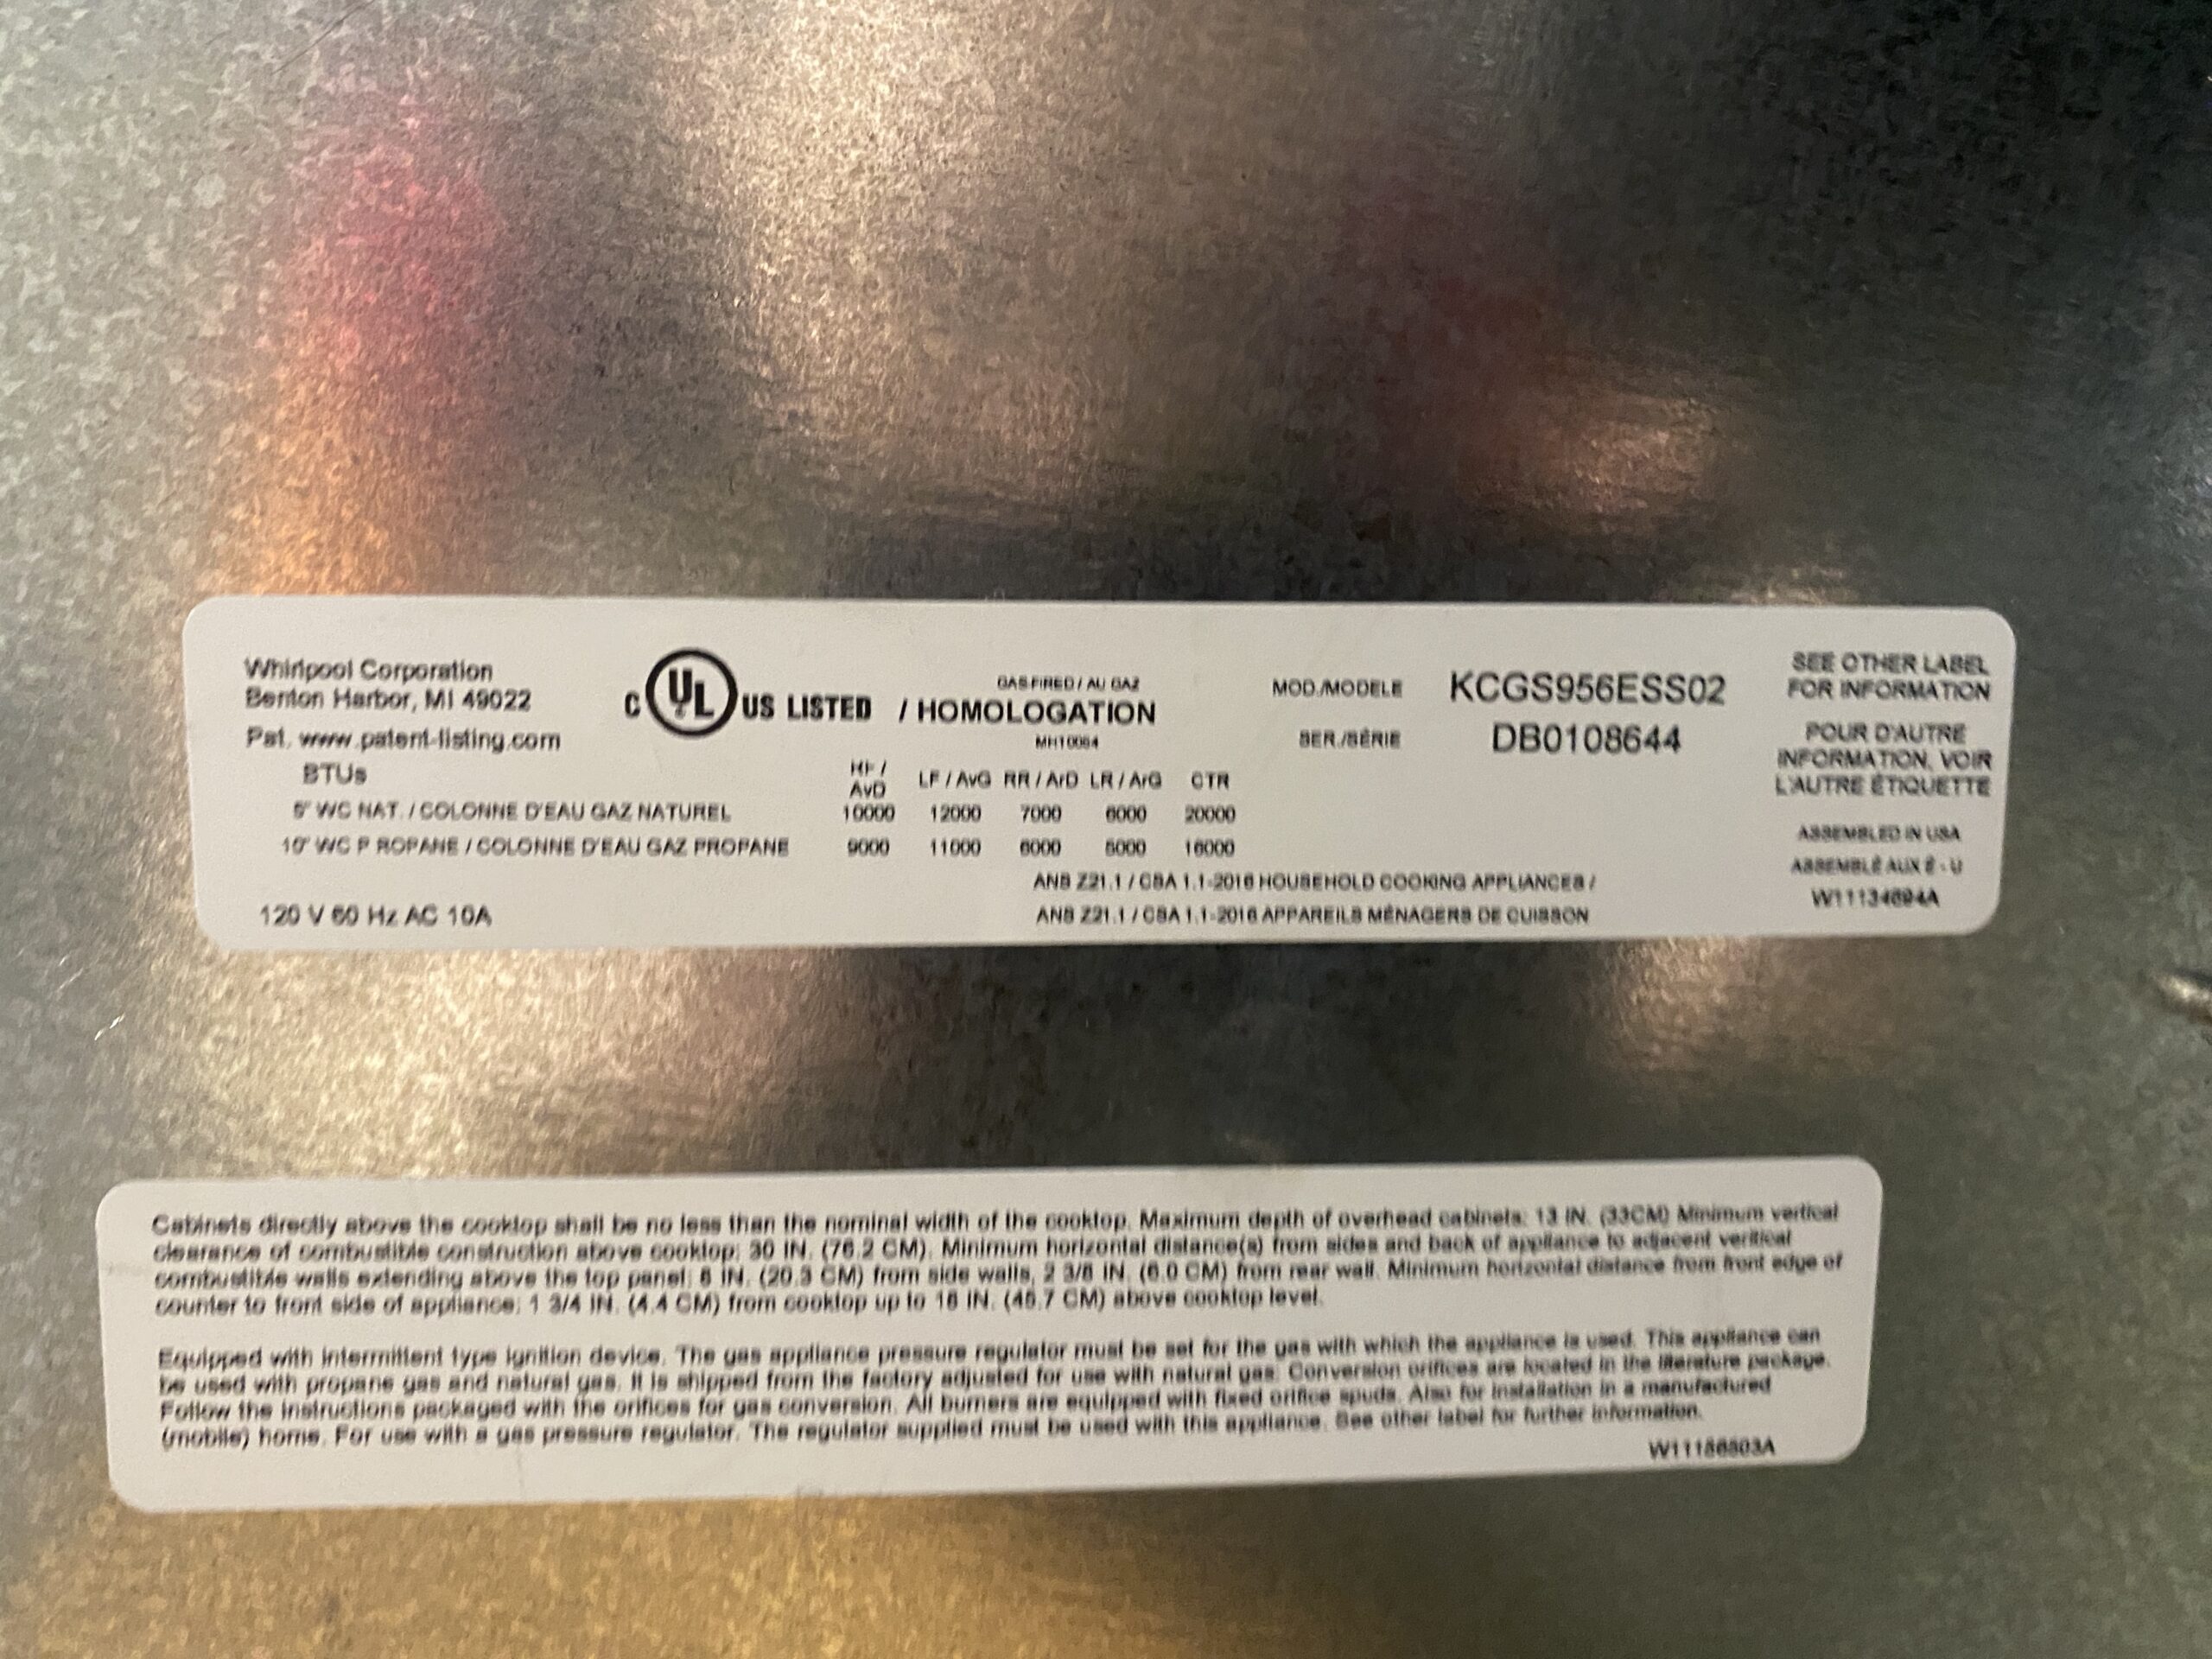 Whirlpool Corporation
Benton Harbor, MI 49022
Pat. www.patent-listing.com
C UL US LISTED / HOMOLOGATION
GAS FIRED / AU GAZ
MH10064
MOD./MODELE KCGS956ESS02
SER./SÉRIE DB0108644
SEE OTHER LABEL
FOR INFORMATION
POUR D'AUTRE
INFORMATION, VOIR
L'AUTRE ÉTIQUETTE
ASSEMBLED IN USA
ASSEMBLÉ AUX É - U
W11134694A
BTUs RF / AvD LF / AvG RR / ArD LR / ArG CTR
5" WC NAT. / COLONNE D'EAU GAZ NATUREL 10000 12000 7000 6000 20000
10" WC P ROPANE / COLONNE D'EAU GAZ PROPANE 9000 11000 6000 5000 16000
ANS Z21.1 / CSA 1.1-2016 HOUSEHOLD COOKING APPLIANCES /
ANS Z21.1 / CSA 1.1-2016 APPAREILS MÉNAGERS DE CUISSON
120 V 60 Hz AC 10A
Cabinets directly above the cooktop shall be no less than the nominal width of the cooktop. Maximum depth of overhead cabinets: 13 IN. (33CM) Minimum vertical
clearance of combustible construction above cooktop: 30 IN. (76.2 CM). Minimum horizontal distance(s) from sides and back of appliance to adjacent veritical
combustible walls extending above the top panel: 8 IN. (20.3 CM) from side walls, 2 3/8 IN. (6.0 CM) from rear wall. Minimum horizontal distance from front edge of
counter to front side of appliance: 1 3/4 IN. (4.4 CM) from cooktop up to 18 IN. (45.7 CM) above cooktop level.
Equipped with intermittent type ignition device. The gas appliance pressure regulator must be set for the gas with which the appliance is used. This appliance can
be used with propane gas and natural gas. It is shipped from the factory adjusted for use with natural gas. Conversion orifices are located in the literature package.
Follow the instructions packaged with the orifices for gas conversion. All burners are equipped with fixed orifice spuds. Also for installation in a manufactured
(mobile) home. For use with a gas pressure regulator. The regulator supplied must be used with this appliance. See other label for further information.